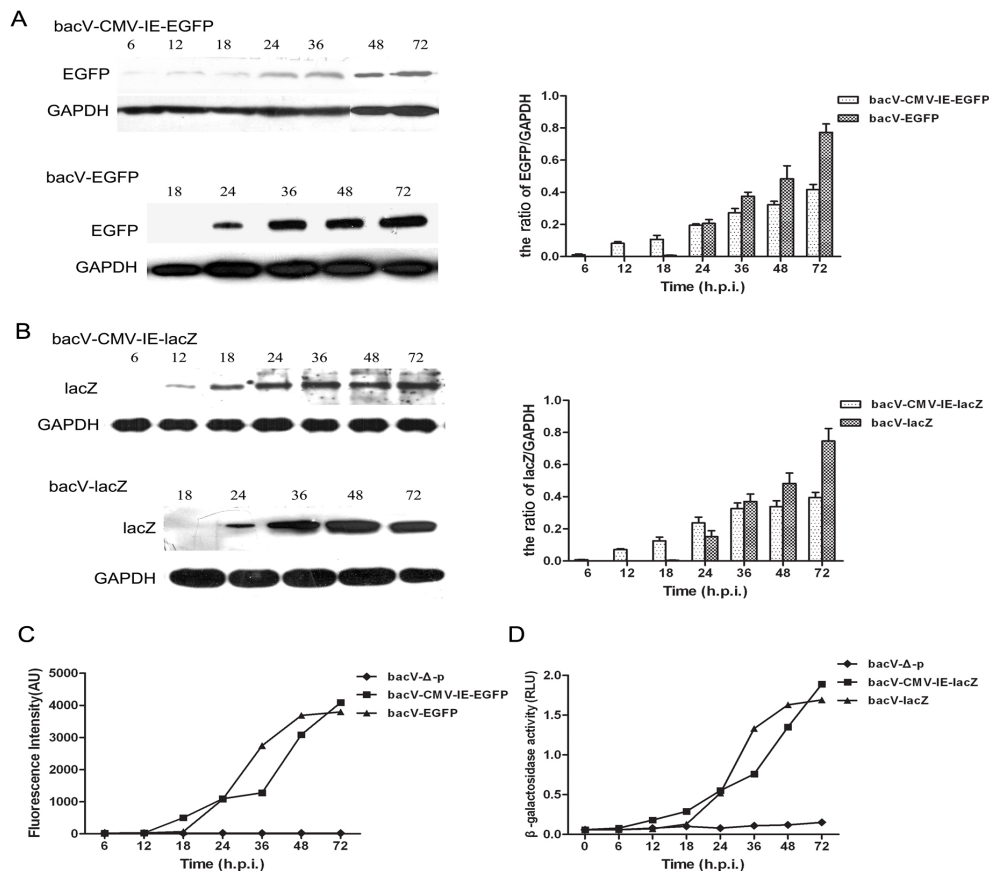 A
bacV-CMV-IE-EGFP
6 12 18 24 36 48 72
EGFP
GAPDH
bacV-EGFP
18 24 36 48 72
EGFP
GAPDH
the ratio of EGFP/GAPDH
1.0
0.8
0.6
0.4
0.2
0.0
6 12 18 24 36 48 72
Time (h.p.i.)
bacV-CMV-IE-EGFP
bacV-EGFP
B
bacV-CMV-IE-lacZ
6 12 18 24 36 48 72
lacZ
GAPDH
bacV-lacZ
18 24 36 48 72
lacZ
GAPDH
the ratio of lacZ/GAPDH
1.0
0.8
0.6
0.4
0.2
0.0
6 12 18 24 36 48 72
Time (h.p.i.)
bacV-CMV-IE-lacZ
bacV-lacZ
C
Fluorescence Intensity(AU)
5000
4000
3000
2000
1000
0
6 12 18 24 36 48 72
Time (h.p.i.)
bacV-Δ-p
bacV-CMV-IE-EGFP
bacV-EGFP
D
β-galactosidase activity (RLU)
2.0
1.5
1.0
0.5
0.0
0 6 12 18 24 36 48 72
Time (h.p.i.)
bacV-Δ-p
bacV-CMV-IE-lacZ
bacV-lacZ